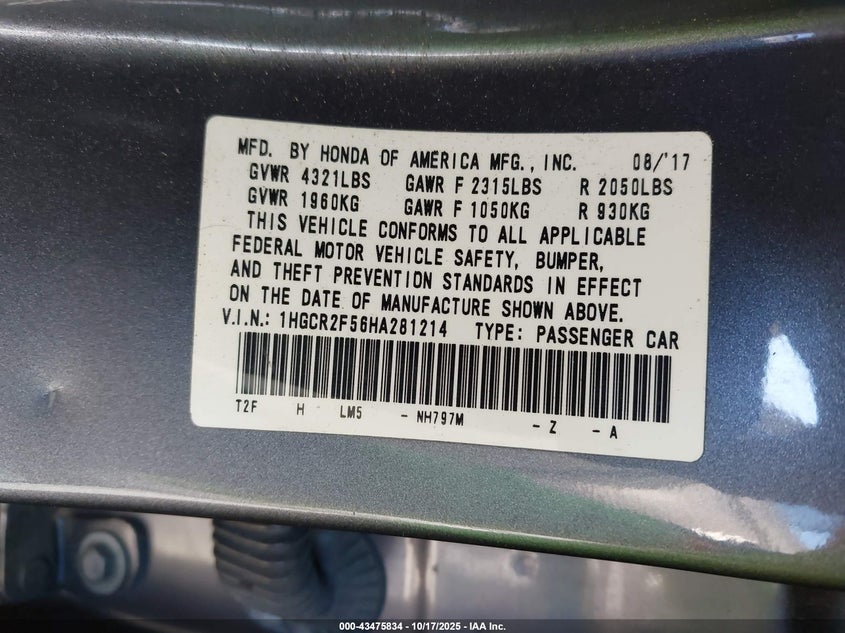 MFD. BY HONDA OF AMERICA MFG., INC. 08/'17
GVWR 4321LBS GAWR F 2315LBS R 2050LBS
GVWR 1960KG GAWR F 1050KG R 930KG
THIS VEHICLE CONFORMS TO ALL APPLICABLE
FEDERAL MOTOR VEHICLE SAFETY, BUMPER,
AND THEFT PREVENTION STANDARDS IN EFFECT
ON THE DATE OF MANUFACTURE SHOWN ABOVE.
V.I.N.: 1HGCR2F56HA281214 TYPE: PASSENGER CAR
T2F H LM5 - NH797M - Z - A
000-43475834 - 10/17/2025 - IAA Inc.